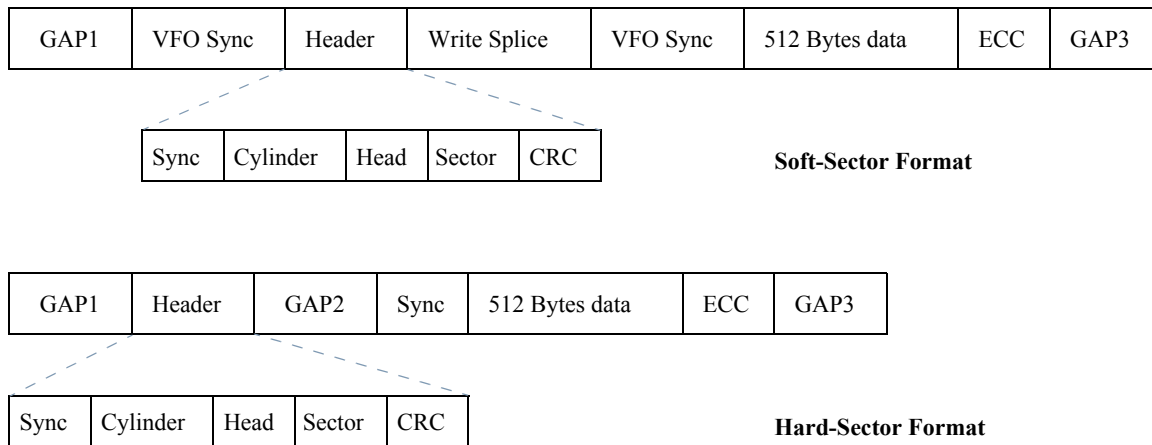 GAP1 VFO Sync Header Write Splice VFO Sync 512 Bytes data ECC GAP3
Sync Cylinder Head Sector CRC
Soft-Sector Format
GAP1 Header GAP2 Sync 512 Bytes data ECC GAP3
Sync Cylinder Head Sector CRC
Hard-Sector Format